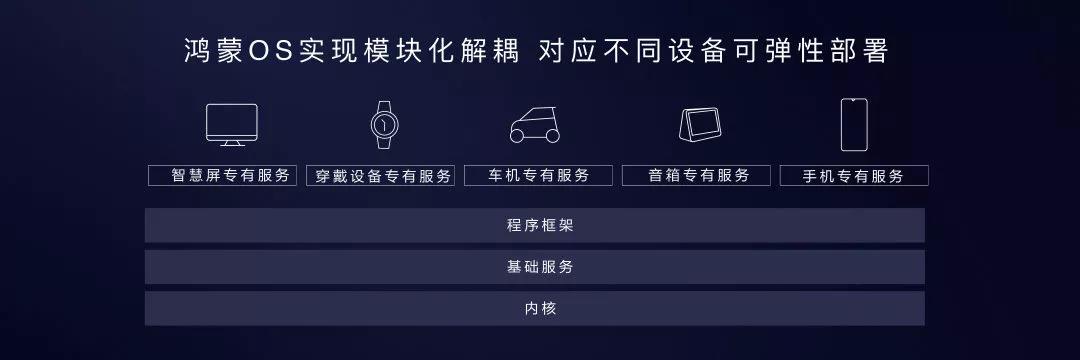 鸿蒙OS实现模块化解耦 对应不同设备可弹性部署
智慧屏专有服务 穿戴设备专有服务 车机专有服务 音箱专有服务 手机专有服务
程序框架
基础服务
内核